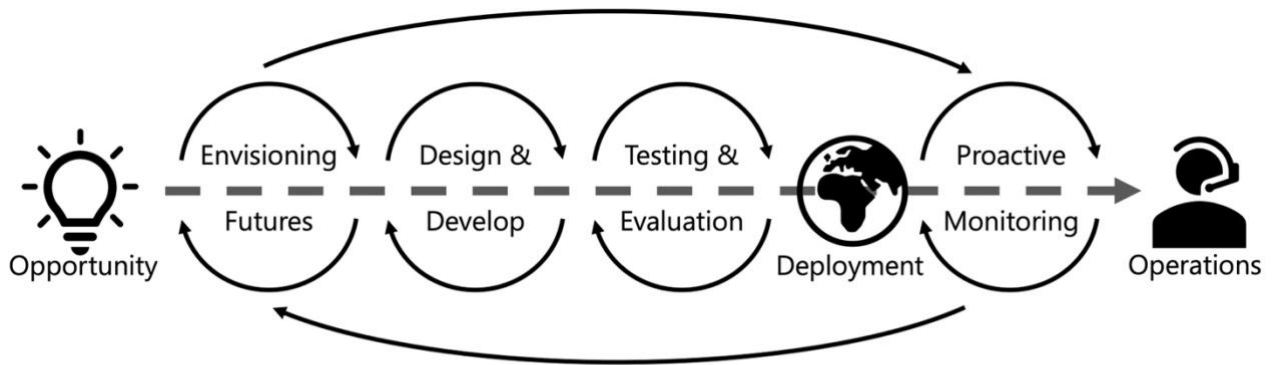 Envisioning
Futures
Design &
Develop
Testing &
Evaluation
Proactive
Monitoring
Opportunity
Deployment
Operations